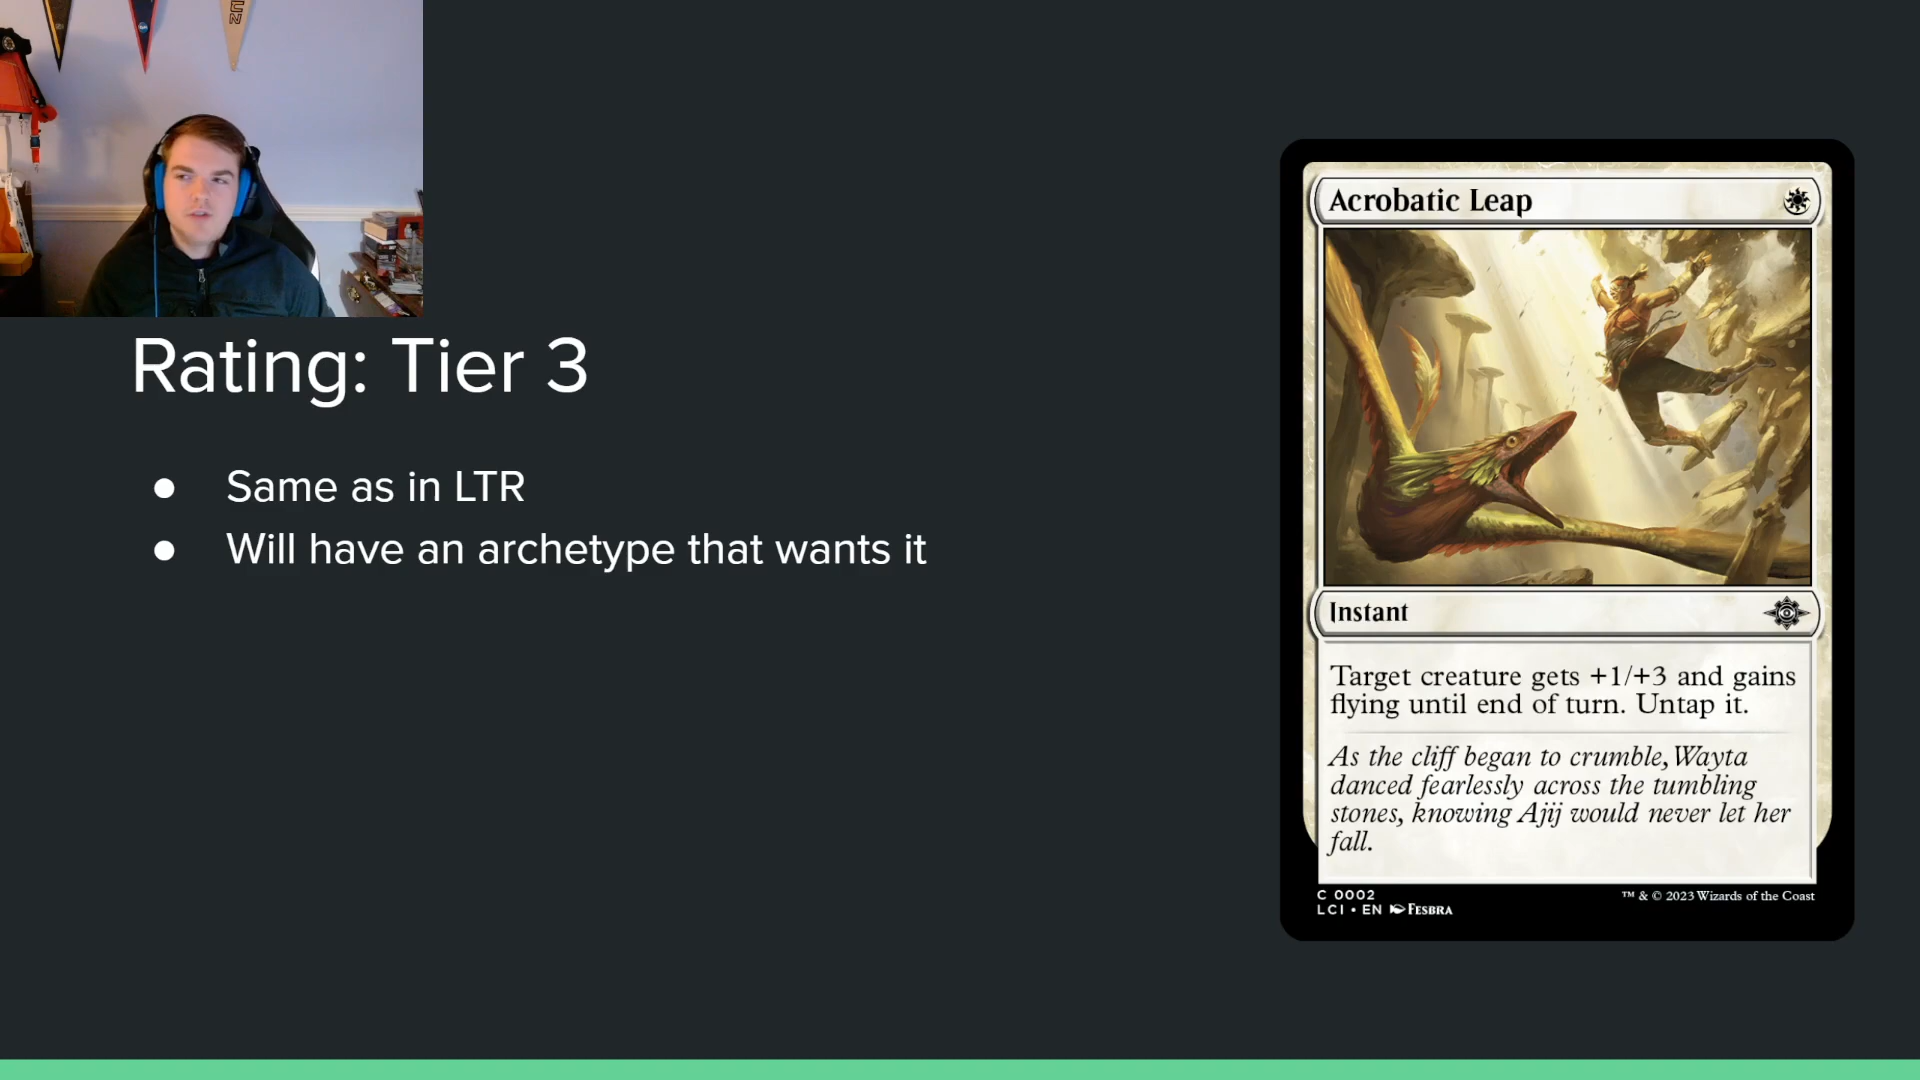 Rating: Tier 3
● Same as in LTR
● Will have an archetype that wants it
Acrobatic Leap
Instant
Target creature gets +1/+3 and gains
flying until end of turn. Untap it.
As the cliff began to crumble, Wayta
danced fearlessly across the tumbling
stones, knowing Ajij would never let her
fall.
C 0002
LCI • EN FESBRA
™ & © 2023 Wizards of the Coast